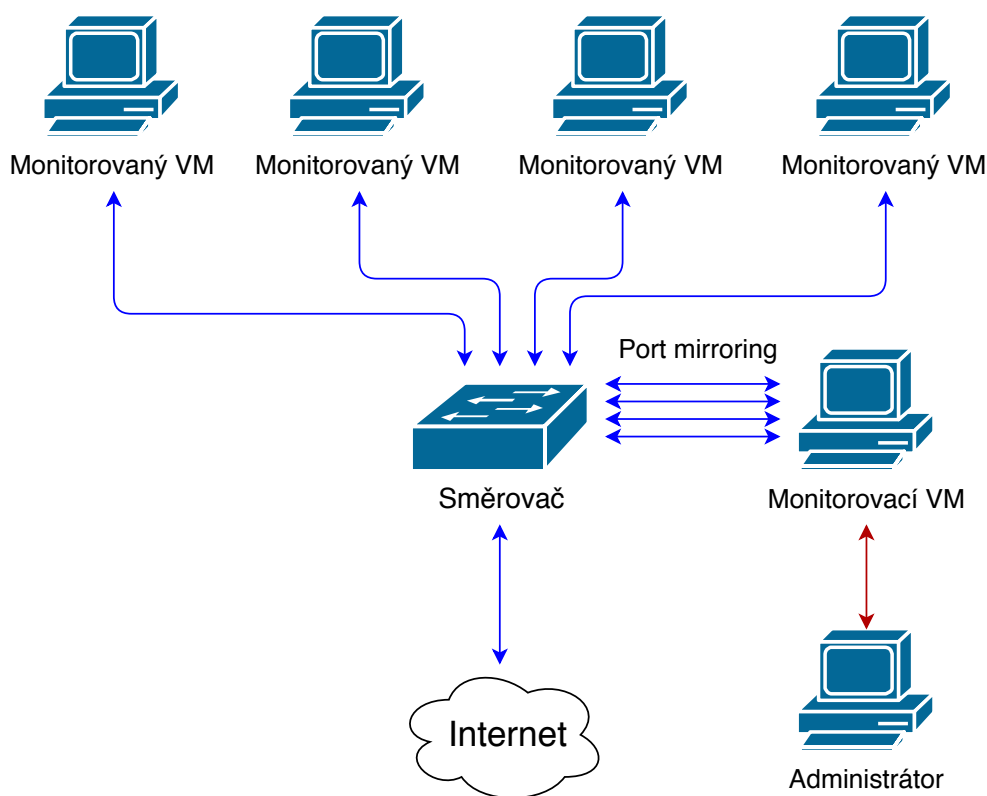 Monitorovaný VM
Monitorovaný VM
Monitorovaný VM
Monitorovaný VM
Port mirroring
Směrovač
Monitorovací VM
Internet
Administrátor